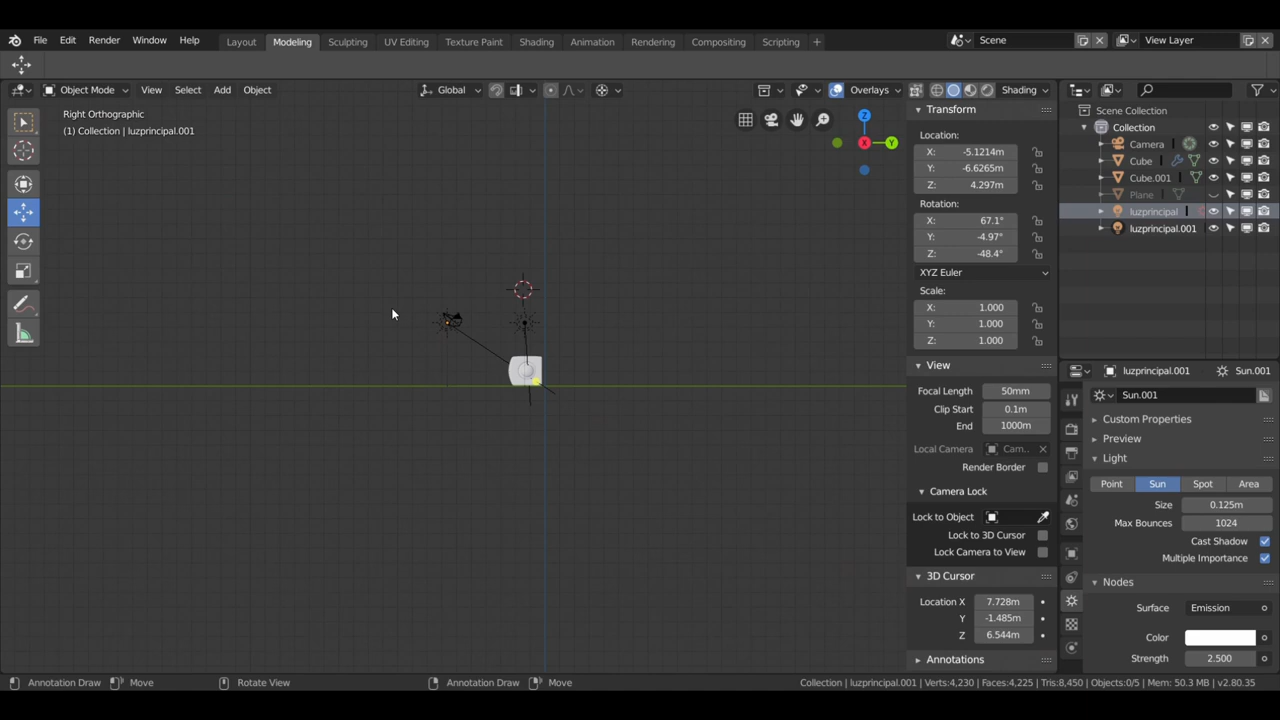 File Edit Render Window Help Layout Modeling Sculpting UV Editing Texture Paint Shading Animation Rendering Compositing Scripting + Scene View Layer
Object Mode View Select Add Object Global Overlays Shading
Right Orthographic
(1) Collection | luzprincipal.001
Z
X
Y
Transform
Location:
X: -5.1214m
Y: -6.6265m
Z: 4.297m
Rotation:
X: 67.1°
Y: -4.97°
Z: -48.4°
XYZ Euler
Scale:
X: 1.000
Y: 1.000
Z: 1.000
View
Focal Length 50mm
Clip Start 0.1m
End 1000m
Local Camera Cam..
Render Border
Camera Lock
Lock to Object
Lock to 3D Cursor
Lock Camera to View
3D Cursor
Location X 7.728m
Y -1.485m
Z 6.544m
Annotations
Scene Collection
Collection
Camera
Cube
Cube.001
Plane
luzprincipal
luzprincipal.001
luzprincipal.001 Sun.001
Sun.001
Custom Properties
Preview
Light
Point Sun Spot Area
Size 0.125m
Max Bounces 1024
Cast Shadow
Multiple Importance
Nodes
Surface Emission
Color
Strength 2.500
Annotation Draw Move Rotate View Annotation Draw Move Collection | luzprincipal.001 | Verts:4,230 | Faces:4,225 | Tris:8,450 | Objects:0/5 | Mem: 50.3 MB | v2.80.35